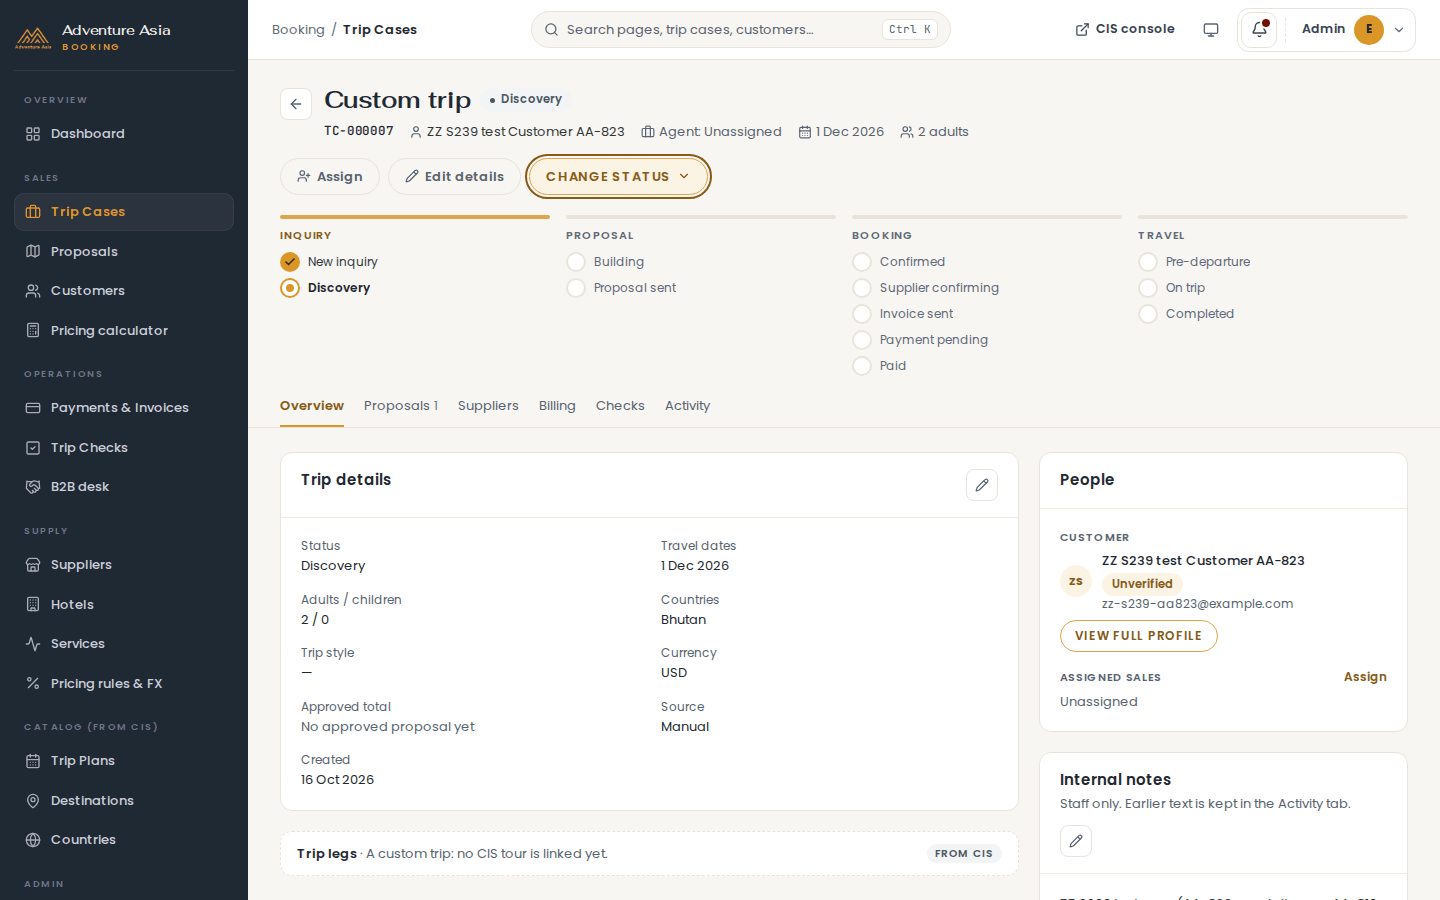 Adventure Asia
BOOKING
Adventure Asia
OVERVIEW
Dashboard
SALES
Trip Cases
Proposals
Customers
Pricing calculator
OPERATIONS
Payments & Invoices
Trip Checks
B2B desk
SUPPLY
Suppliers
Hotels
Services
Pricing rules & FX
CATALOG (FROM CIS)
Trip Plans
Destinations
Countries
ADMIN
Booking / Trip Cases
Search pages, trip cases, customers…
Ctrl K
CIS console
Admin
E
Custom trip
Discovery
TC-000007
ZZ S239 test Customer AA-823
Agent: Unassigned
1 Dec 2026
2 adults
Assign
Edit details
CHANGE STATUS
INQUIRY
New inquiry
Discovery
PROPOSAL
Building
Proposal sent
BOOKING
Confirmed
Supplier confirming
Invoice sent
Payment pending
Paid
TRAVEL
Pre-departure
On trip
Completed
Overview
Proposals 1
Suppliers
Billing
Checks
Activity
Trip details
Status
Discovery
Travel dates
1 Dec 2026
Adults / children
2 / 0
Countries
Bhutan
Trip style
—
Currency
USD
Approved total
No approved proposal yet
Source
Manual
Created
16 Oct 2026
Trip legs · A custom trip: no CIS tour is linked yet.
FROM CIS
People
CUSTOMER
zs
ZZ S239 test Customer AA-823
Unverified
zz-s239-aa823@example.com
VIEW FULL PROFILE
ASSIGNED SALES
Assign
Unassigned
Internal notes
Staff only. Earlier text is kept in the Activity tab.